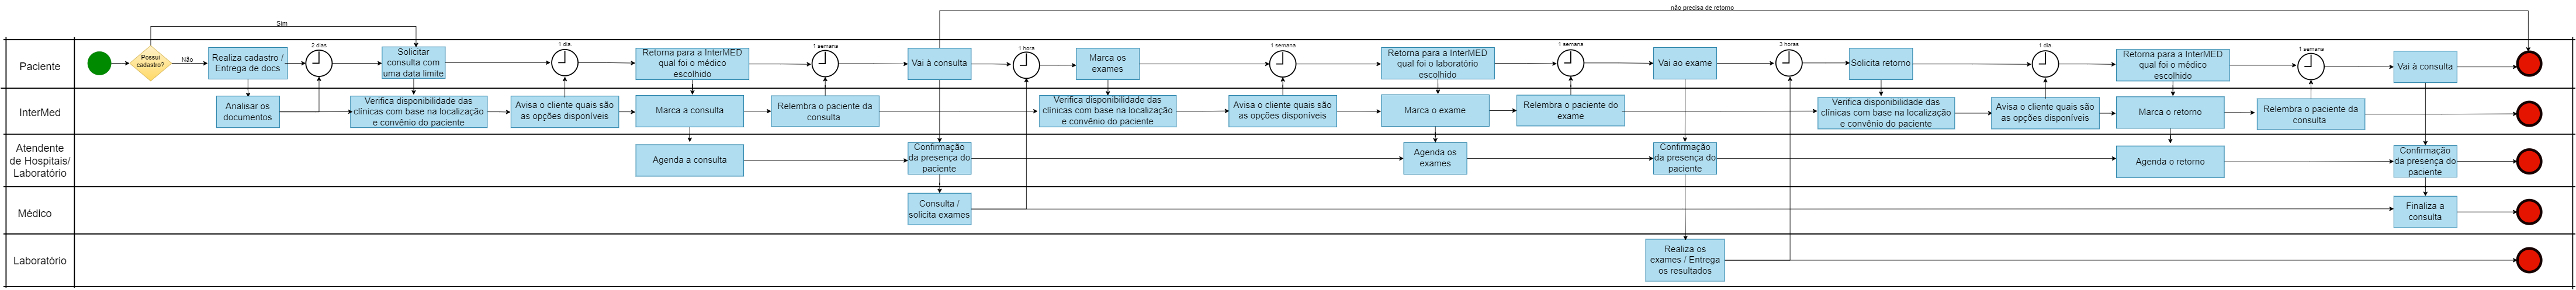 não precisa de retorno
Sim
Paciente
Possui
cadastro?
Não
Realiza cadastro /
Entrega de docs
2 dias
Solicitar
consulta com
uma data limite
1 dia.
Retorna para a InterMED
qual foi o médico
escolhido
1 semana
Vai à consulta
1 hora
Marca os
exames
1 semana
Retorna para a InterMED
qual foi o laboratório
escolhido
1 semana
Vai ao exame
3 horas
Solicita retorno
1 dia.
Retorna para a InterMED
qual foi o médico
escolhido
1 semana
Vai à consulta
InterMed
Analisar os
documentos
Verifica disponibilidade das
clínicas com base na localização
e convênio do paciente
Avisa o cliente quais são
as opções disponíveis
Marca a consulta
Relembra o paciente da
consulta
Verifica disponibilidade das
clínicas com base na localização
e convênio do paciente
Avisa o cliente quais são
as opções disponíveis
Marca o exame
Relembra o paciente do
exame
Verifica disponibilidade das
clínicas com base na localização
e convênio do paciente
Avisa o cliente quais são
as opções disponíveis
Marca o retorno
Relembra o paciente da
consulta
Atendente
de Hospitais/
Laboratório
Agenda a consulta
Confirmação
da presença do
paciente
Agenda os
exames
Confirmação
da presença do
paciente
Agenda o retorno
Confirmação
da presença do
paciente
Médico
Consulta /
solicita exames
Finaliza a
consulta
Laboratório
Realiza os
exames / Entrega
os resultados